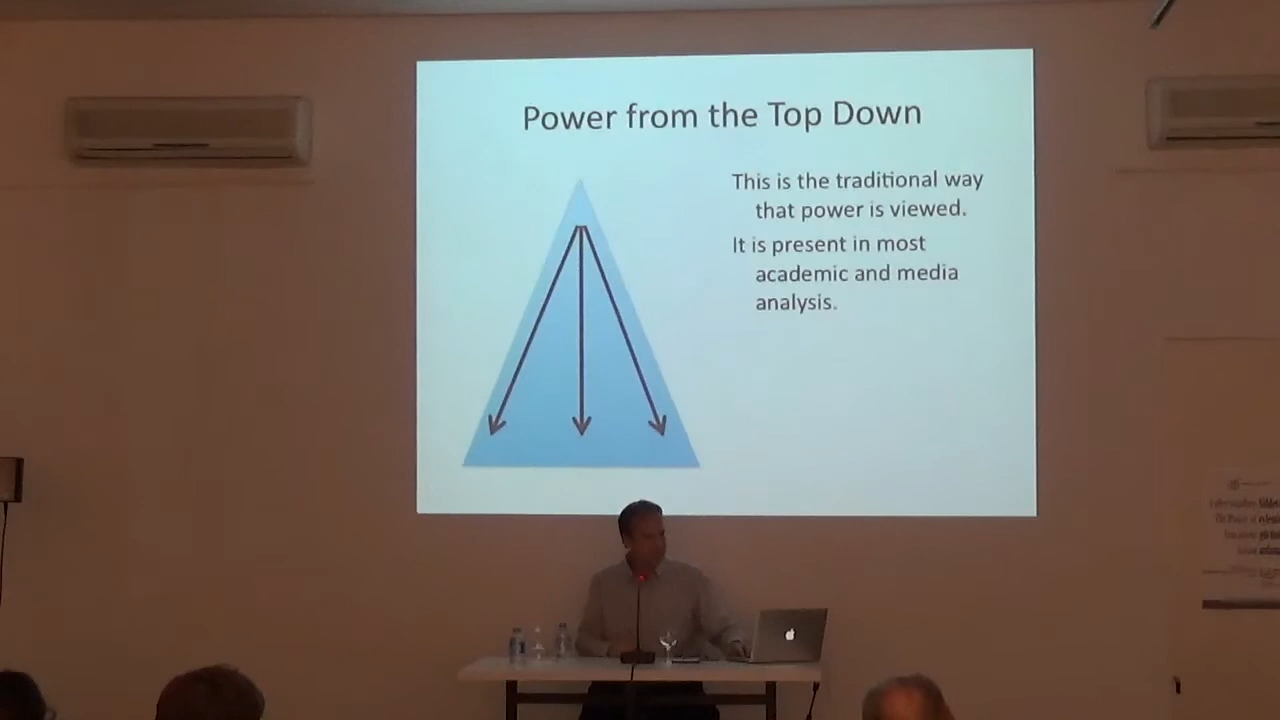 Power from the Top Down
This is the traditional way
that power is viewed.
It is present in most
academic and media
analysis.